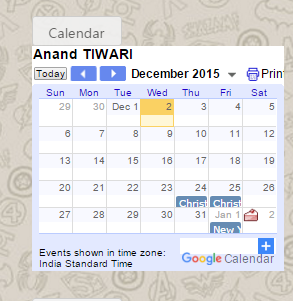 Calendar
Anand TIWARI
Today December 2015 Print
Sun Mon Tue Wed Thu Fri Sat
29 30 Dec 1 2 3 4 5
6 7 8 9 10 11 12
13 14 15 16 17 18 19
20 21 22 23 24 25 26
Christ Christ
27 28 29 30 31 Jan 1 2
New Y
Events shown in time zone:
India Standard Time
Google Calendar